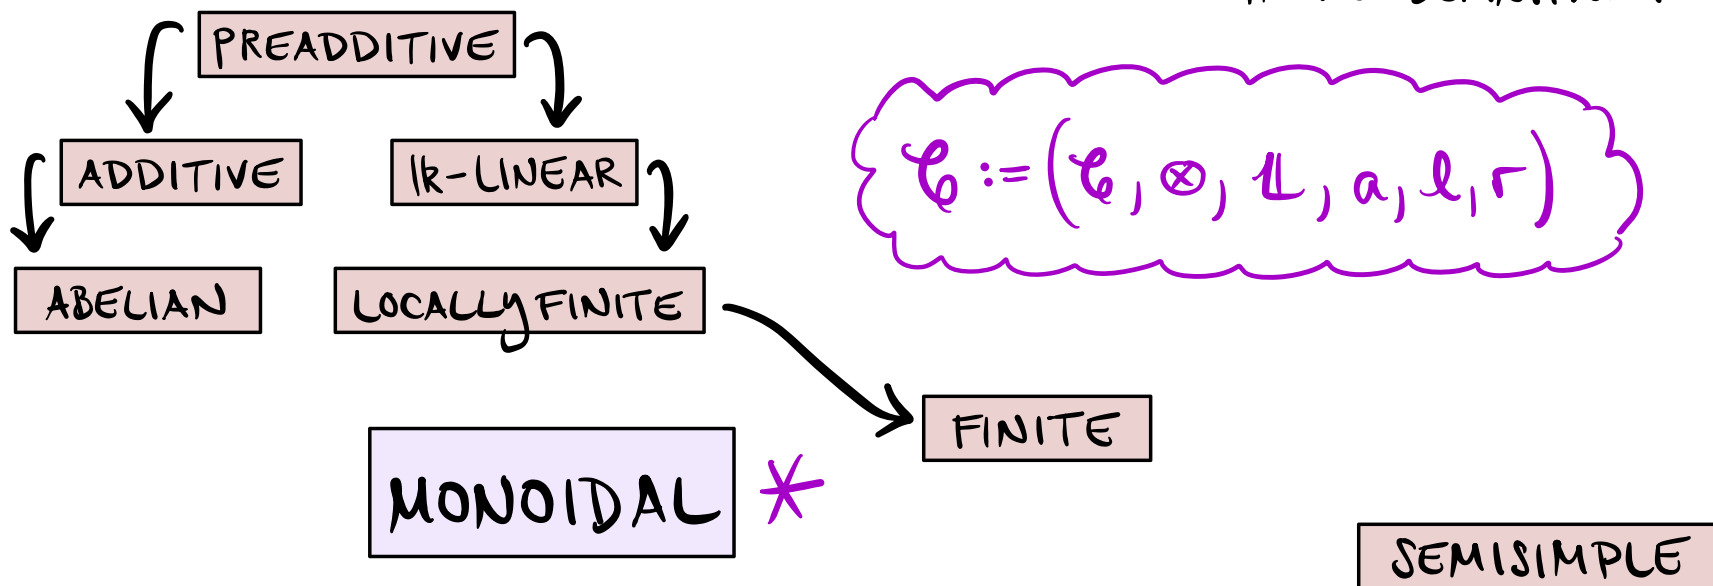 PREADDITIVE
ADDITIVE
𝕜-LINEAR
𝒞 := (𝒞, ⊗, 𝟙, a, ℓ, r)
ABELIAN
LOCALLY FINITE
FINITE
MONOIDAL *
SEMISIMPLE